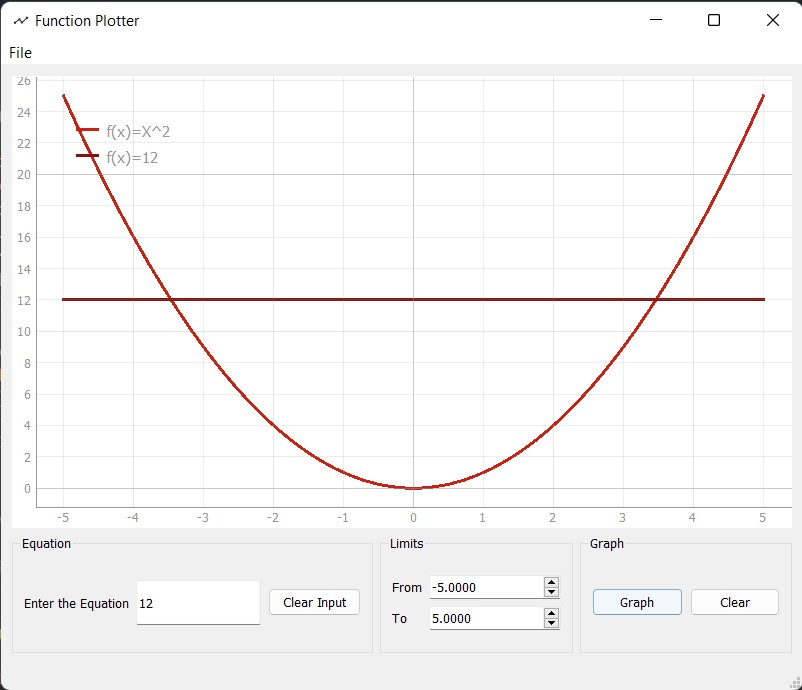 Function Plotter
File
26
24
f(x)=X^2
22
f(x)=12
20
18
16
14
12
10
8
6
4
2
0
-5 -4 -3 -2 -1 0 1 2 3 4 5
Equation Limits Graph
From -5.0000
Enter the Equation 12 Clear Input Graph Clear
To 5.0000